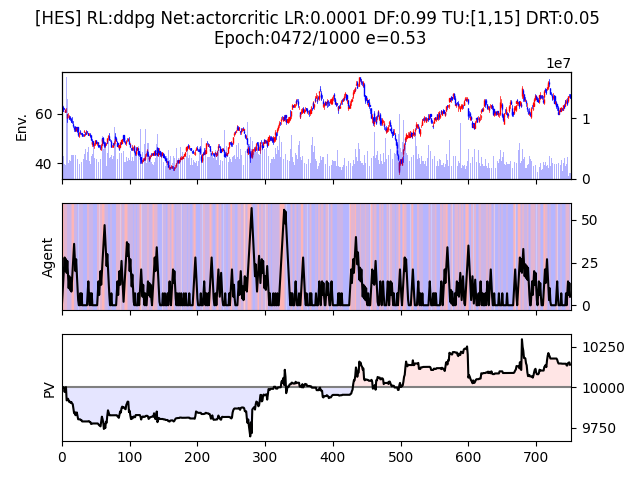 [HES] RL:ddpg Net:actorcritic LR:0.0001 DF:0.99 TU:[1,15] DRT:0.05
Epoch:0472/1000 e=0.53
1e7
Env.
60
40
1
0
Agent
50
25
0
PV
10250
10000
9750
0 100 200 300 400 500 600 700